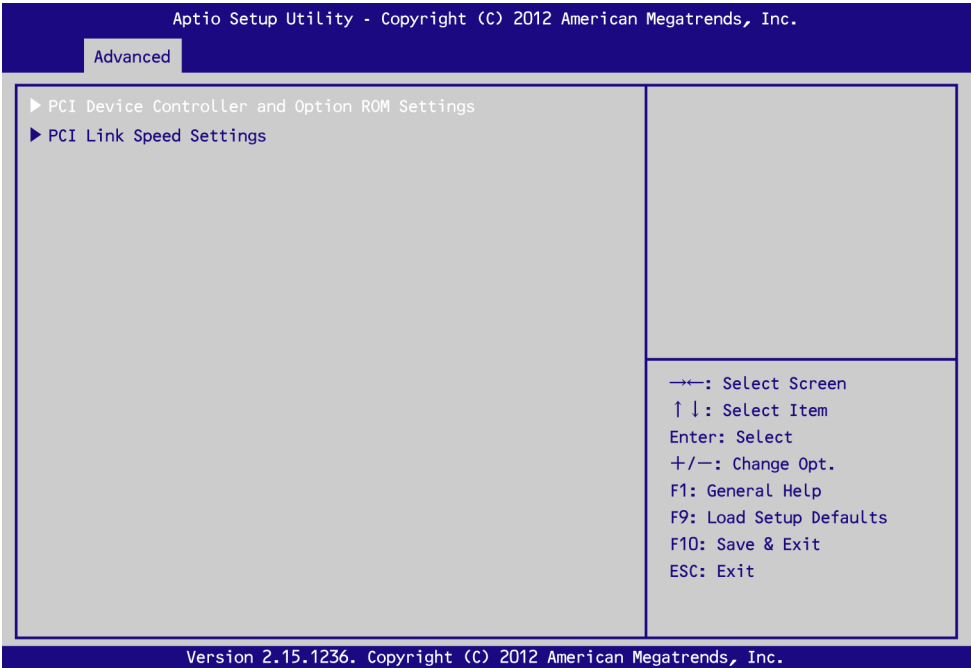 Aptio Setup Utility - Copyright (C) 2012 American Megatrends, Inc.
Advanced
▶ PCI Device Controller and Option ROM Settings
▶ PCI Link Speed Settings
→←: Select Screen
↑↓: Select Item
Enter: Select
+/-: Change Opt.
F1: General Help
F9: Load Setup Defaults
F10: Save & Exit
ESC: Exit
Version 2.15.1236. Copyright (C) 2012 American Megatrends, Inc.